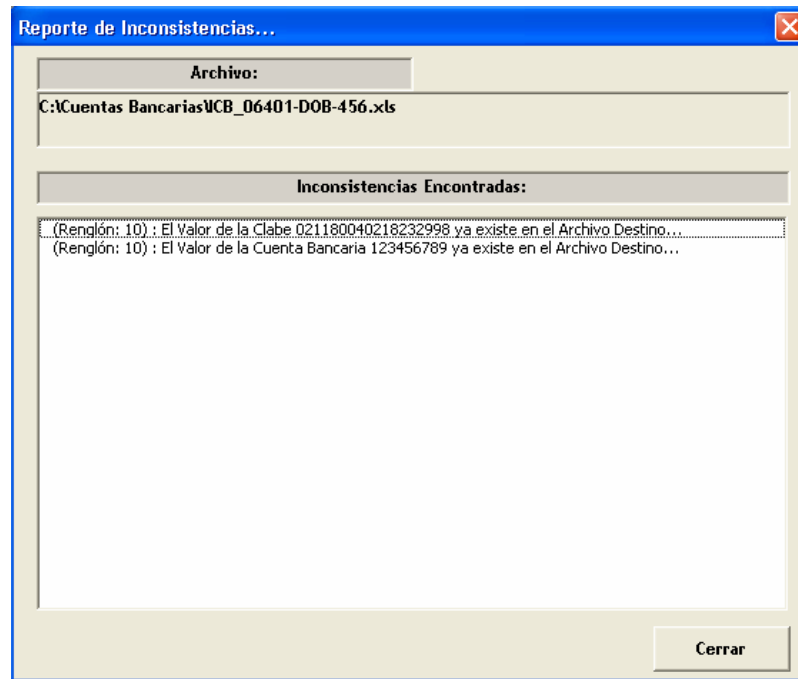 Reporte de Inconsistencias...
Archivo:
C:\Cuentas Bancarias\ICB_06401-DOB-456.xls
Inconsistencias Encontradas:
(Renglón: 10) : El Valor de la Clabe 021180040218232998 ya existe en el Archivo Destino...
(Renglón: 10) : El Valor de la Cuenta Bancaria 123456789 ya existe en el Archivo Destino...
Cerrar